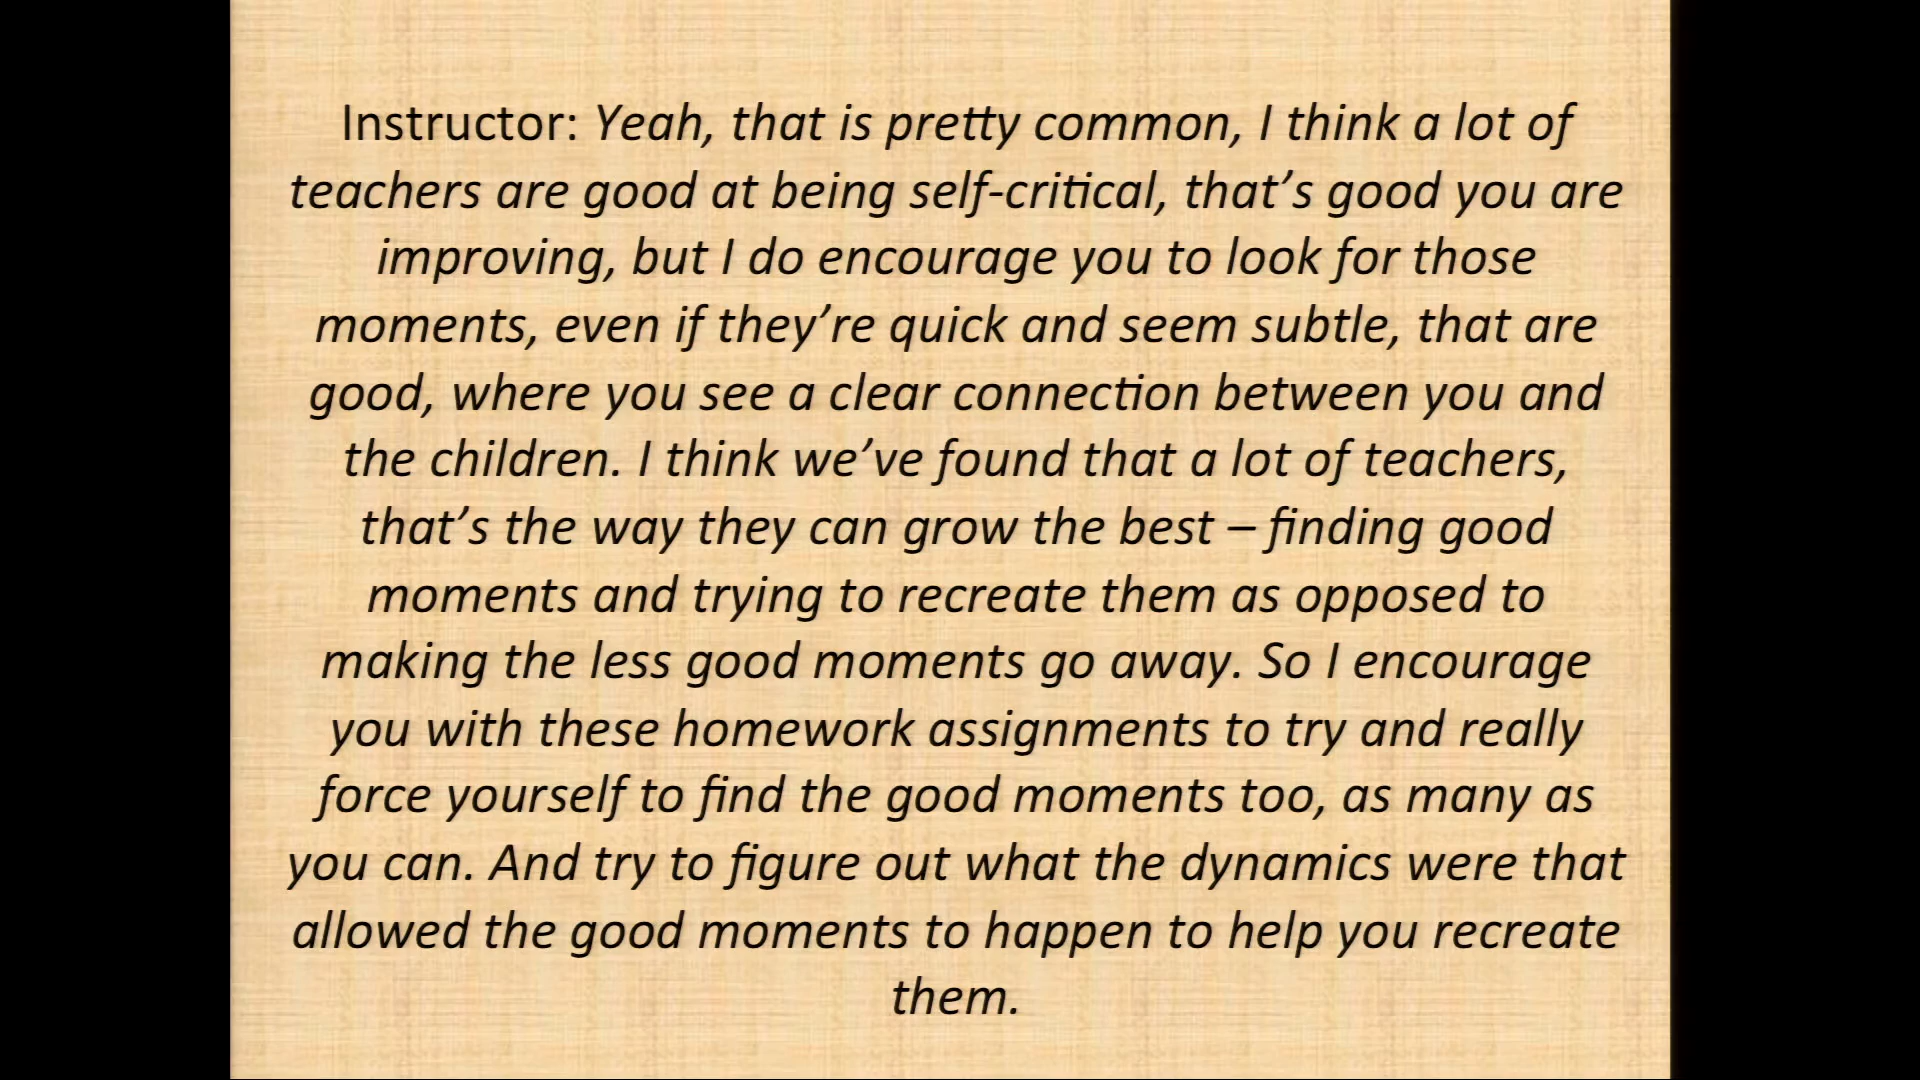 Instructor: Yeah, that is pretty common, I think a lot of
teachers are good at being self-critical, that’s good you are
improving, but I do encourage you to look for those
moments, even if they’re quick and seem subtle, that are
good, where you see a clear connection between you and
the children. I think we’ve found that a lot of teachers,
that’s the way they can grow the best – finding good
moments and trying to recreate them as opposed to
making the less good moments go away. So I encourage
you with these homework assignments to try and really
force yourself to find the good moments too, as many as
you can. And try to figure out what the dynamics were that
allowed the good moments to happen to help you recreate
them.